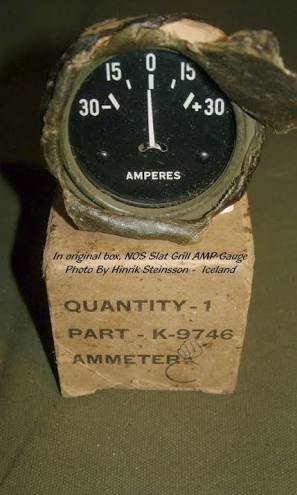 15 0 15
30- +30
AMPERES
In original box, NOS Slat Grill AMP Gauge
Photo By Hinrik Steinsson - Iceland
QUANTITY-1
PART - K-9746
AMMETER